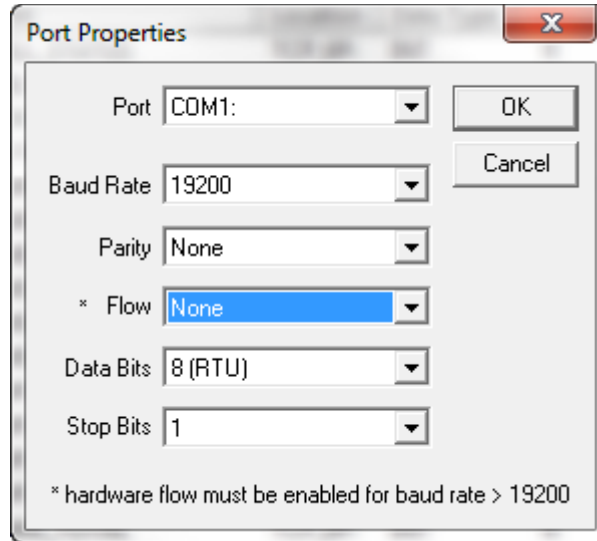 Port Properties
Port COM1: OK
Cancel
Baud Rate 19200
Parity None
* Flow None
Data Bits 8 (RTU)
Stop Bits 1
* hardware flow must be enabled for baud rate > 19200